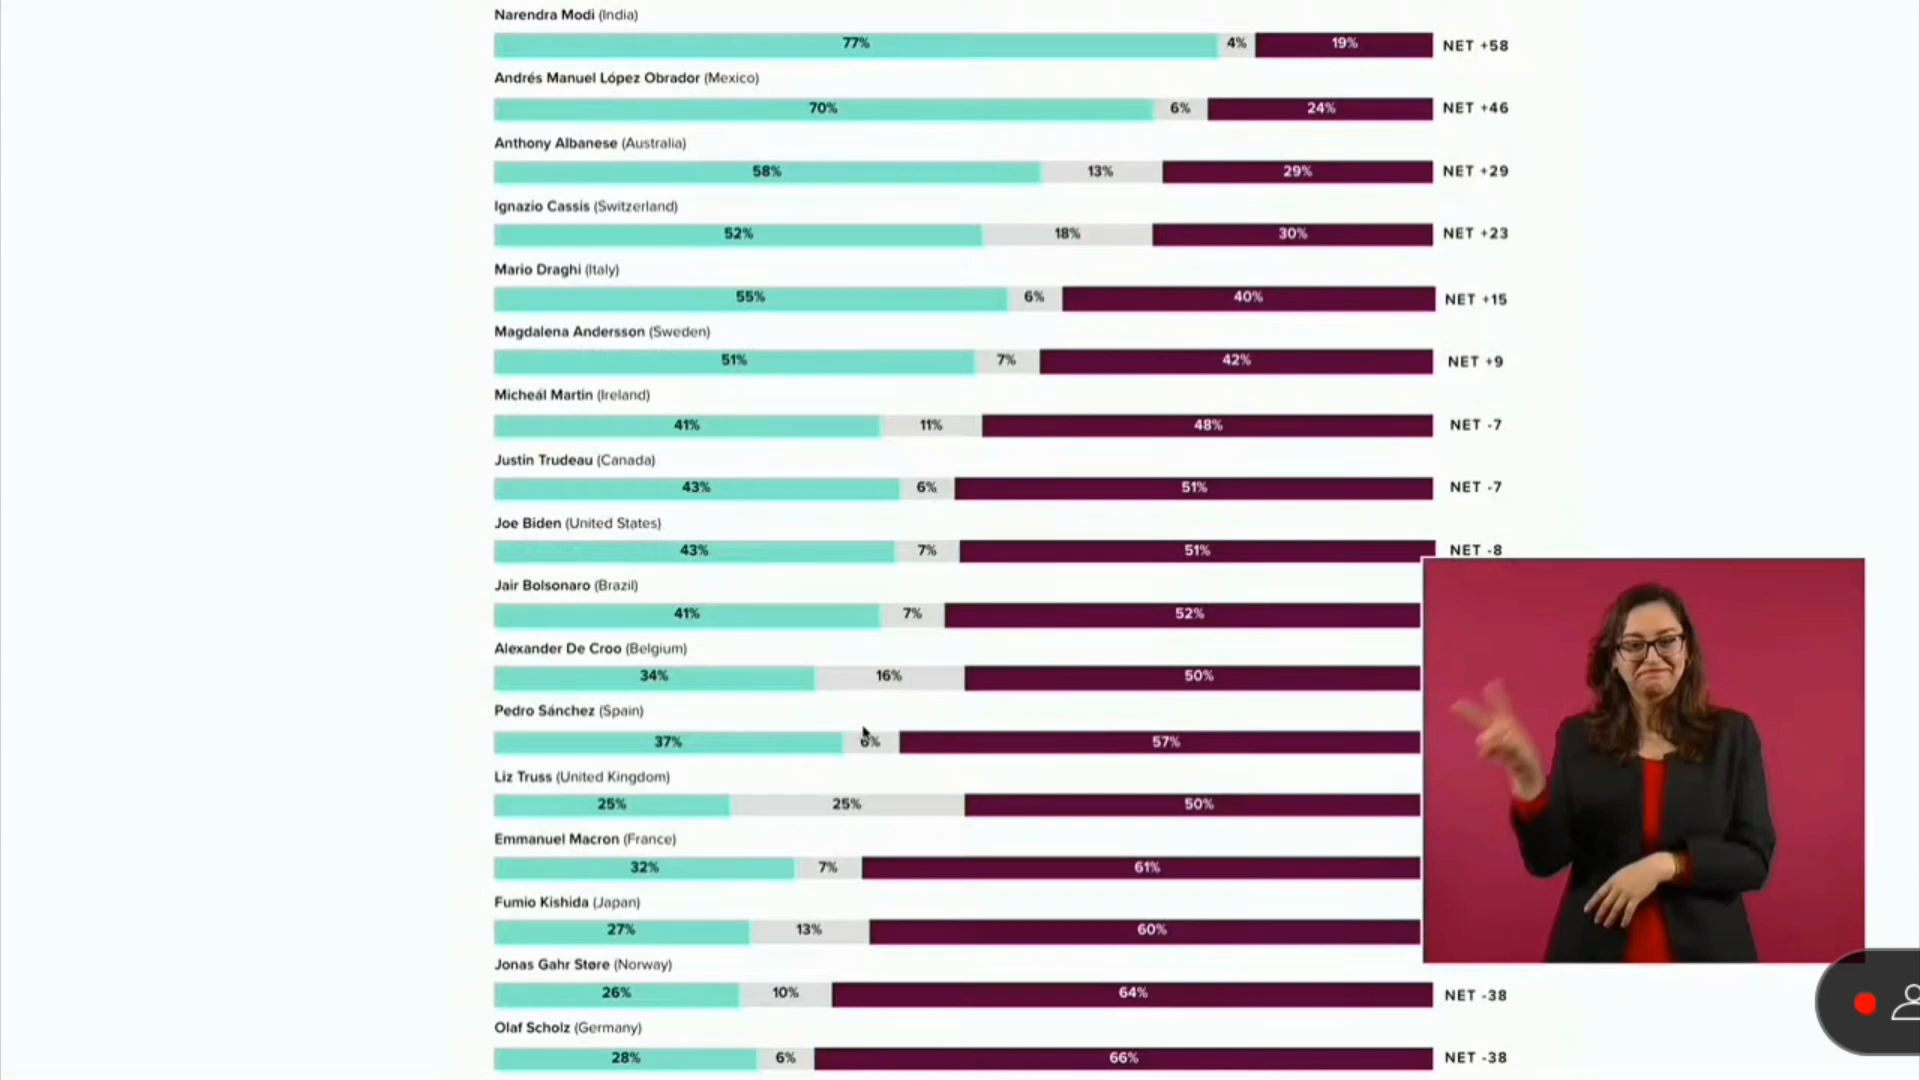 Narendra Modi (India)
77% 4% 19% NET +58
Andrés Manuel López Obrador (Mexico)
70% 6% 24% NET +46
Anthony Albanese (Australia)
58% 13% 29% NET +29
Ignazio Cassis (Switzerland)
52% 18% 30% NET +23
Mario Draghi (Italy)
55% 6% 40% NET +15
Magdalena Andersson (Sweden)
51% 7% 42% NET +9
Micheál Martin (Ireland)
41% 11% 48% NET -7
Justin Trudeau (Canada)
43% 6% 51% NET -7
Joe Biden (United States)
43% 7% 51% NET -8
Jair Bolsonaro (Brazil)
41% 7% 52%
Alexander De Croo (Belgium)
34% 16% 50%
Pedro Sánchez (Spain)
37% 6% 57%
Liz Truss (United Kingdom)
25% 25% 50%
Emmanuel Macron (France)
32% 7% 61%
Fumio Kishida (Japan)
27% 13% 60%
Jonas Gahr Støre (Norway)
26% 10% 64% NET -38
Olaf Scholz (Germany)
28% 6% 66% NET -38